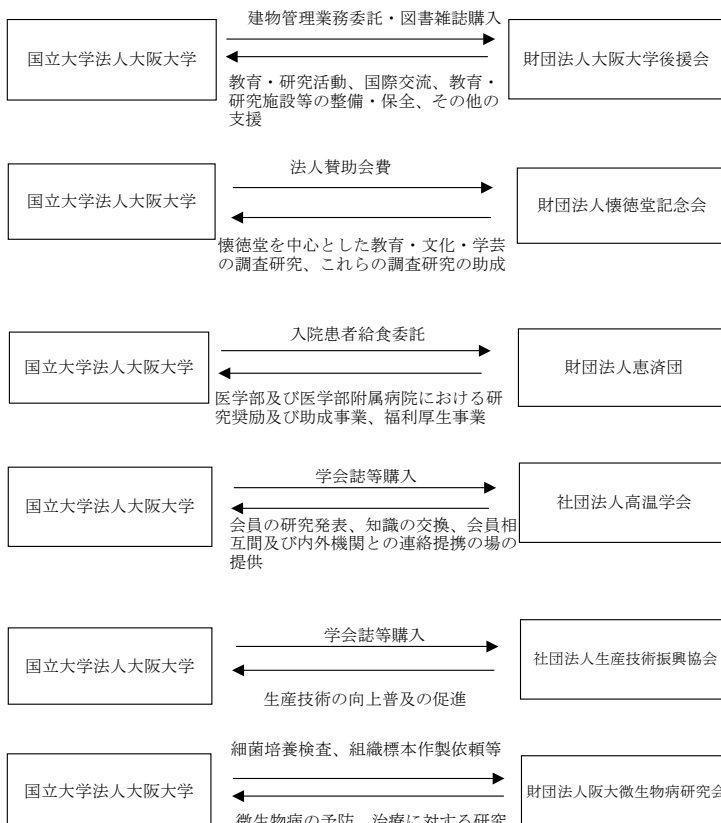 建物管理業務委託・図書雑誌購入
国立大学法人大阪大学
財団法人大阪大学後援会
教育・研究活動、国際交流、教育・
研究施設等の整備・保全、その他の
支援
法人賛助会費
国立大学法人大阪大学
財団法人懐徳堂記念会
懐徳堂を中心とした教育・文化・学芸
の調査研究、これらの調査研究の助成
入院患者給食委託
国立大学法人大阪大学
財団法人恵済団
医学部及び医学部附属病院における研
究奨励及び助成事業、福利厚生事業
学会誌等購入
国立大学法人大阪大学
社団法人高温学会
会員の研究発表、知識の交換、会員相
互間及び内外機関との連絡提携の場の
提供
学会誌等購入
国立大学法人大阪大学
社団法人生産技術振興協会
生産技術の向上普及の促進
細菌培養検査、組織標本作製依頼等
国立大学法人大阪大学
財団法人阪大微生物病研究会
微生物病の予防、治療に対する研究